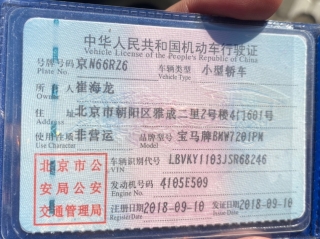 中华人民共和国机动车行驶证
Vehicle License of the People's Republic of China
号牌号码 京N66R26 车辆类型 小型轿车
Plate No. Vehicle Type
所有人 崔海龙
Owner
住址 北京市朝阳区雅成二里2号楼4门601号
Address
使用性质 非营运 品牌型号 宝马牌BMW7201PM
Use Character Model
北京市公安局公安交通管理局
车辆识别代号 LBVKY1103JSR68246
VIN
发动机号码 4105E509
Engine No.
注册日期 2018-09-10 发证日期 2018-09-10
Register Date Issue Date